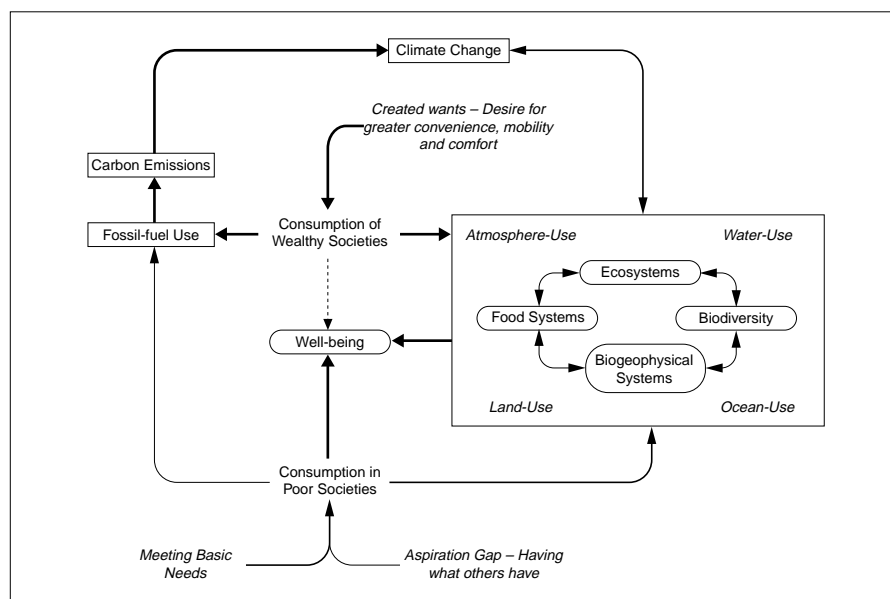 Climate Change
Created wants – Desire for
greater convenience, mobility
and comfort
Carbon Emissions
Fossil-fuel Use
Consumption of
Wealthy Societies
Atmosphere-Use
Water-Use
Ecosystems
Food Systems
Biodiversity
Biogeophysical
Systems
Well-being
Land-Use
Ocean-Use
Consumption in
Poor Societies
Meeting Basic
Needs
Aspiration Gap – Having
what others have